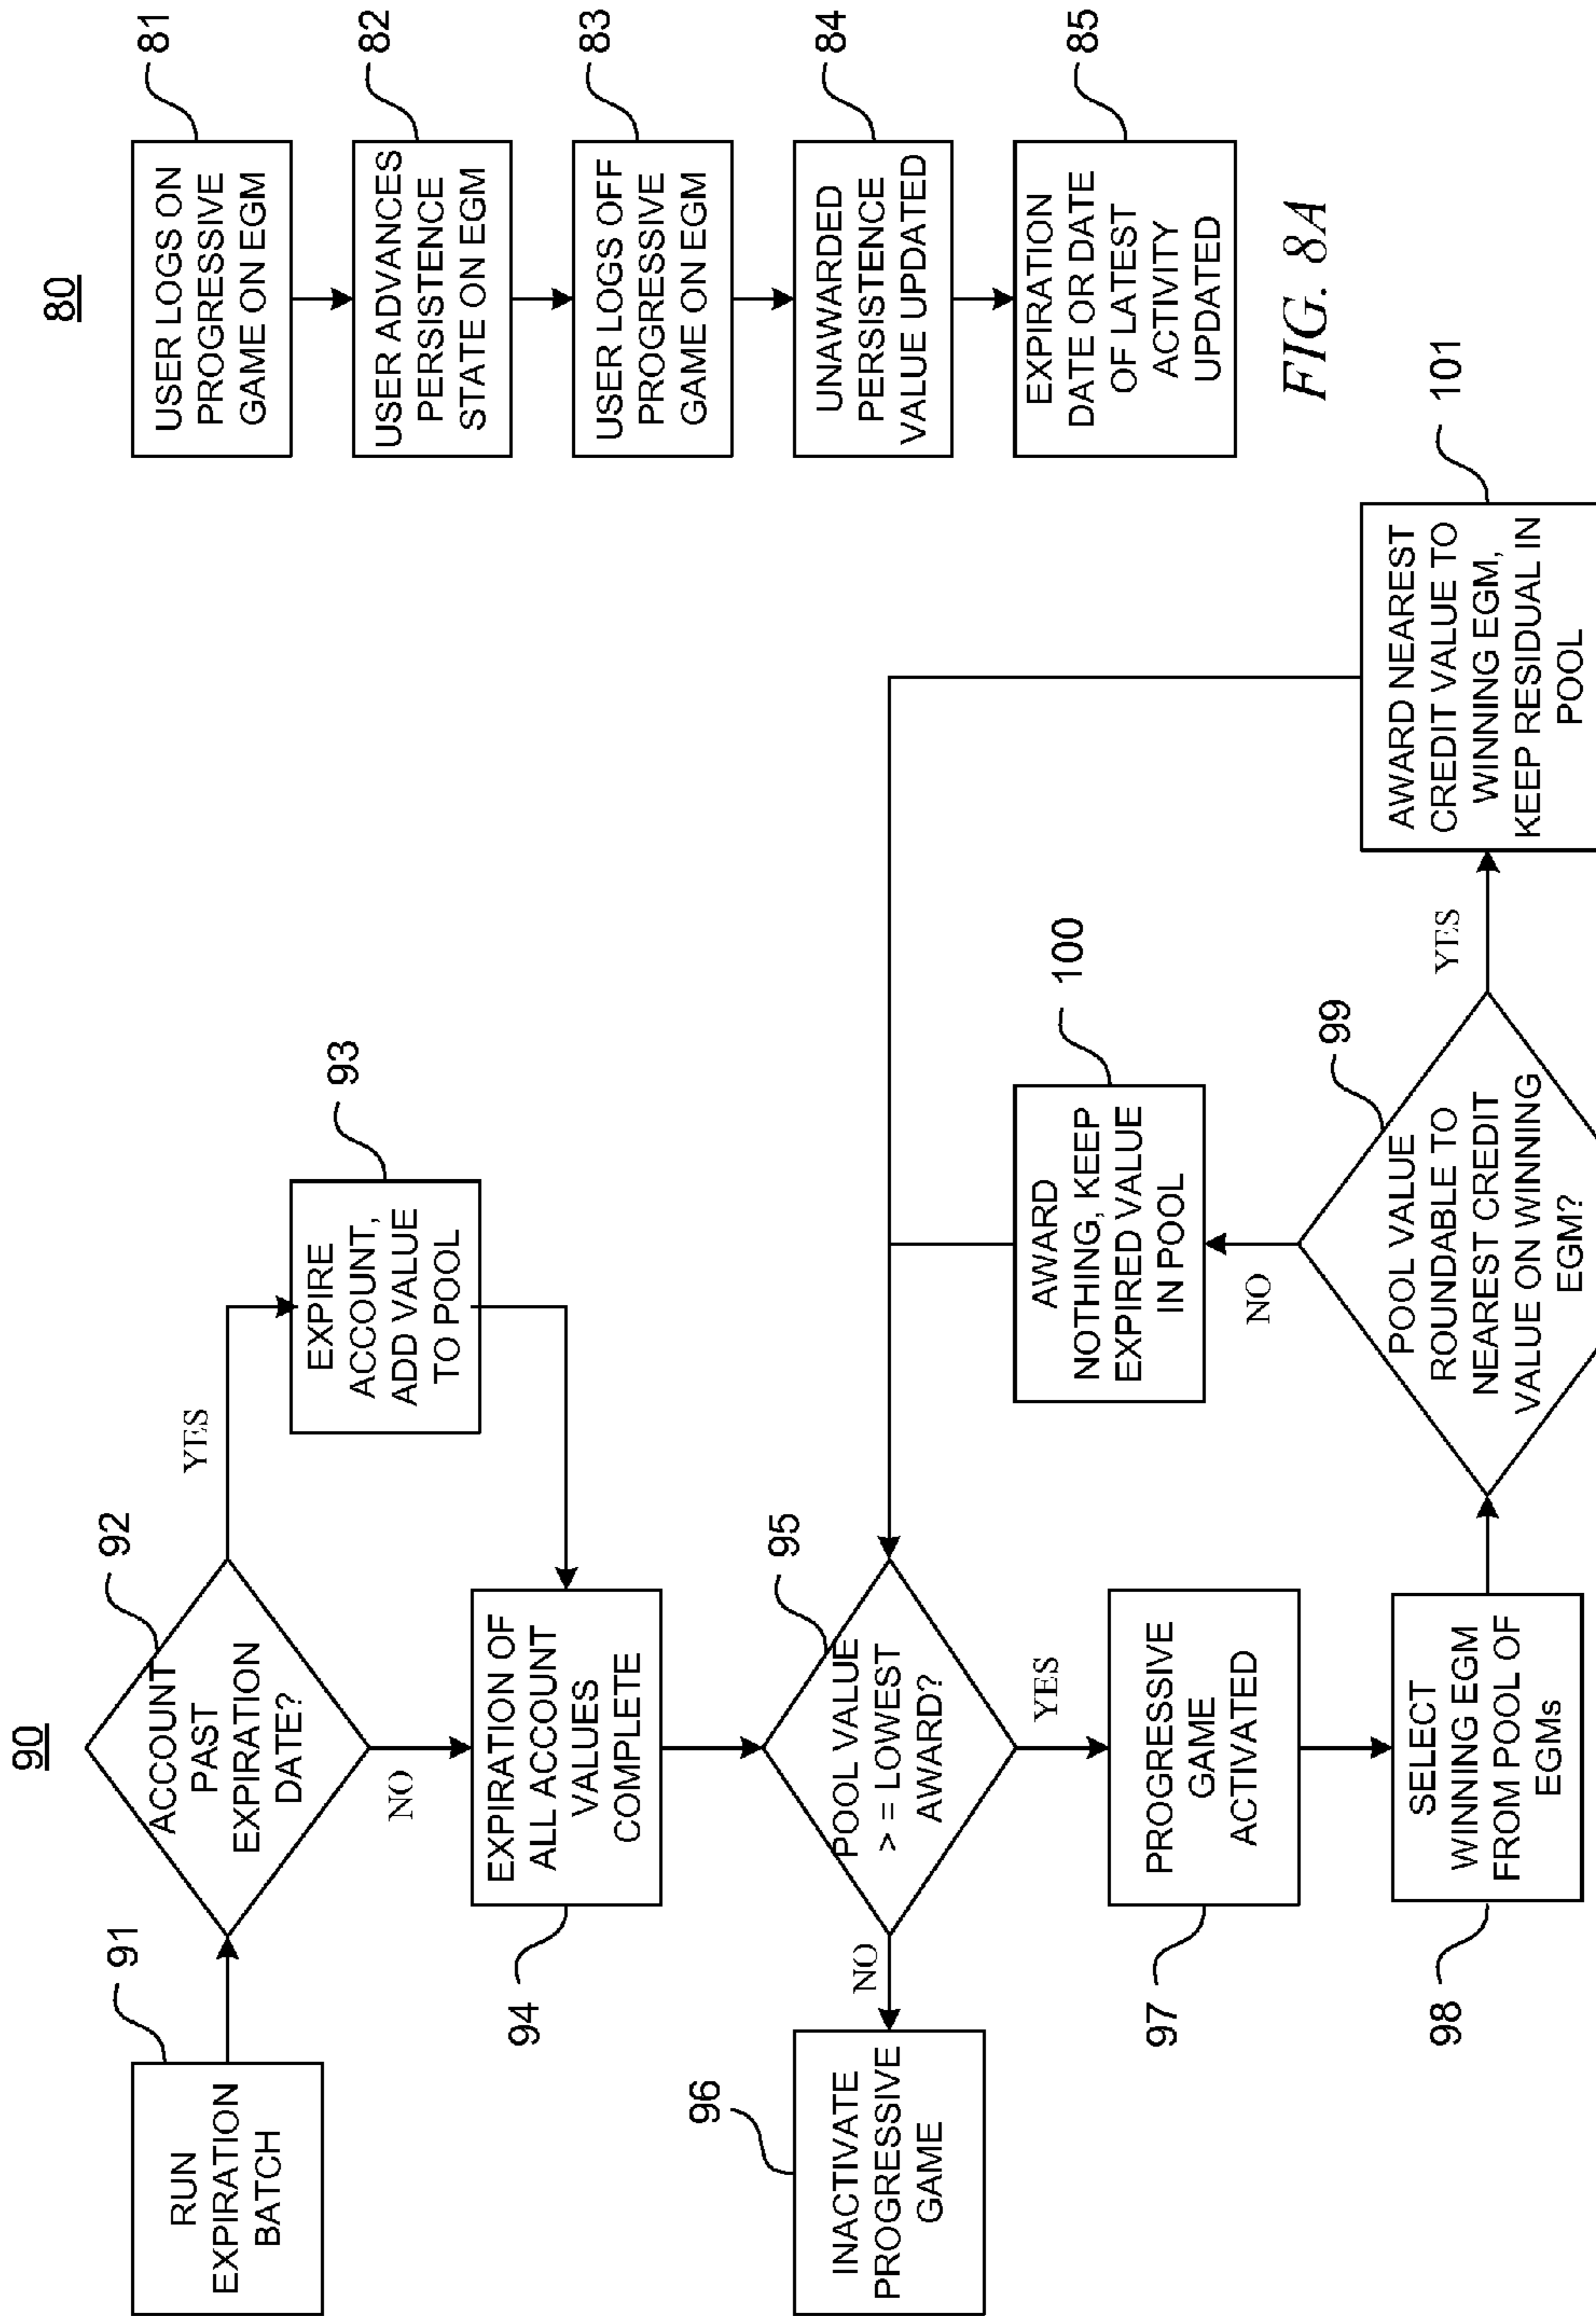 80
USER LOGS ON
PROGRESSIVE
GAME ON EGM
81
USER ADVANCES
PERSISTENCE
STATE ON EGM
82
USER LOGS OFF
PROGRESSIVE
GAME ON EGM
83
UNAWARDED
PERSISTENCE
VALUE UPDATED
84
EXPIRATION
DATE OR DATE
OF LATEST
ACTIVITY
UPDATED
85
FIG. 8A
90
RUN
EXPIRATION
BATCH
91
ACCOUNT
PAST
EXPIRATION
DATE?
92
YES
NO
EXPIRE
ACCOUNT,
ADD VALUE
TO POOL
93
EXPIRATION OF
ALL ACCOUNT
VALUES
COMPLETE
94
POOL VALUE
> = LOWEST
AWARD?
95
NO
YES
INACTIVATE
PROGRESSIVE
GAME
96
PROGRESSIVE
GAME
ACTIVATED
97
SELECT
WINNING EGM
FROM POOL OF
EGMs
98
POOL VALUE
ROUNDABLE TO
NEAREST CREDIT
VALUE ON WINNING
EGM?
99
NO
YES
AWARD
NOTHING, KEEP
EXPIRED VALUE
IN POOL
100
AWARD NEAREST
CREDIT VALUE TO
WINNING EGM,
KEEP RESIDUAL IN
POOL
101